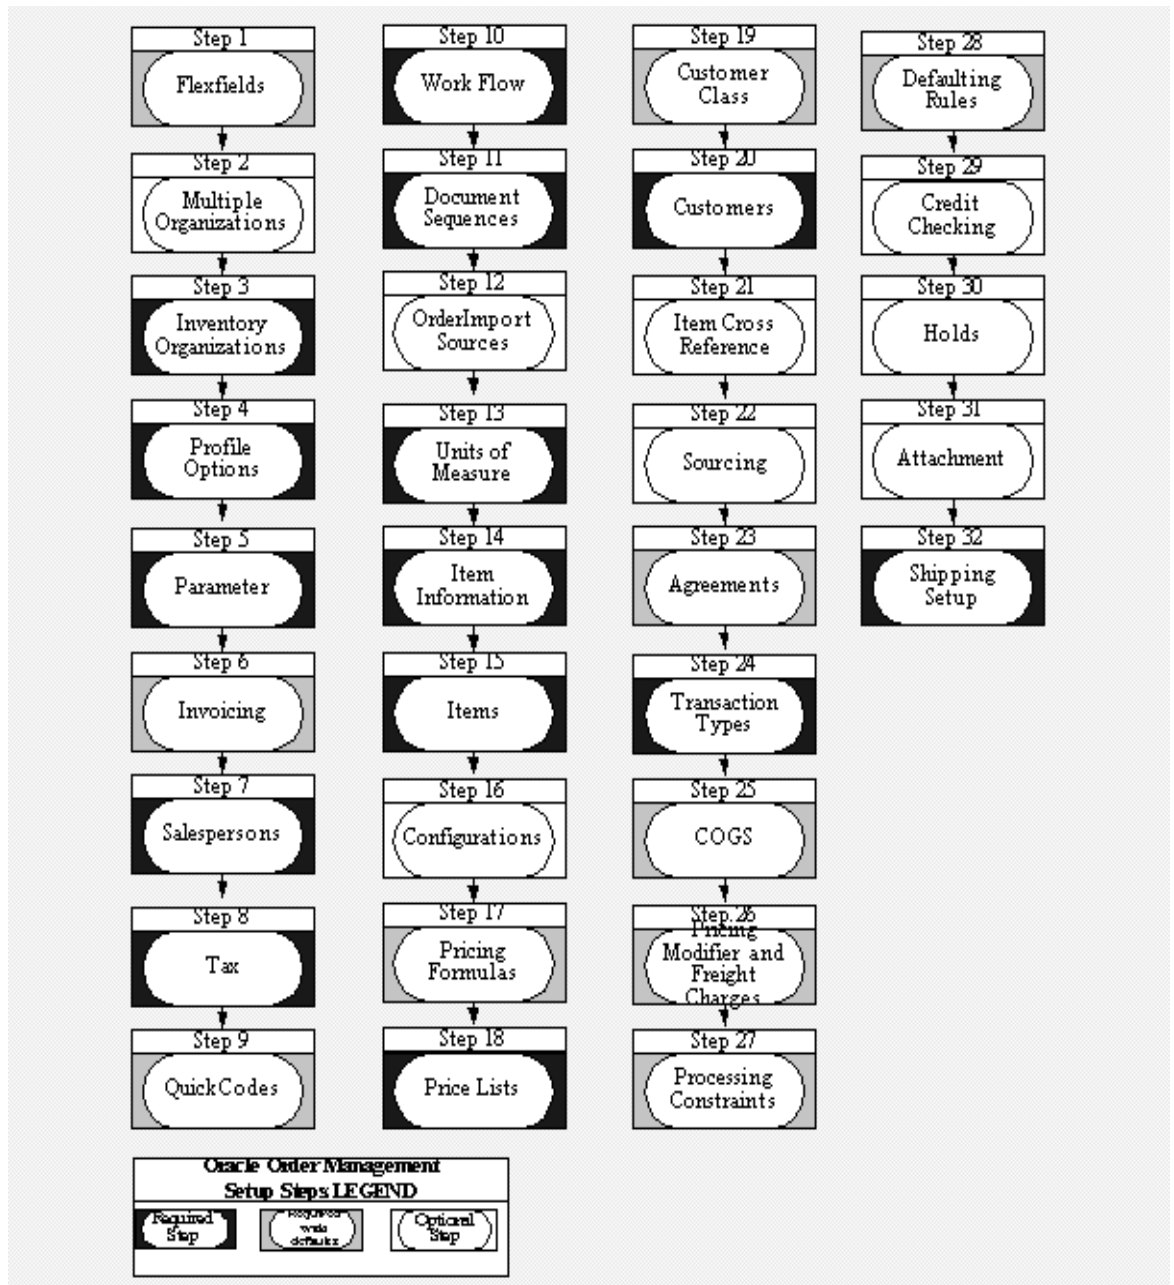 Step 1
Flexfields
Step 2
Multiple
Organizations
Step 3
Inventory
Organizations
Step 4
Profile
Options
Step 5
Parameter
Step 6
Invoicing
Step 7
Salespersons
Step 8
Tax
Step 9
QuickCodes
Step 10
Work Flow
Step 11
Document
Sequences
Step 12
OrderImport
Sources
Step 13
Units of
Measure
Step 14
Item
Information
Step 15
Items
Step 16
Configurations
Step 17
Pricing
Formulas
Step 18
Price Lists
Step 19
Customer
Class
Step 20
Customers
Step 21
Item Cross
Reference
Step 22
Sourcing
Step 23
Agreements
Step 24
Transaction
Types
Step 25
COGS
Step 26
Pricing
Modifier and
Freight
Charges
Step 27
Processing
Constraints
Step 28
Defaulting
Rules
Step 29
Credit
Checking
Step 30
Holds
Step 31
Attachment
Step 32
Shipping
Setup
Oracle Order Management
Setup Steps LEGEND
Required
Step
Required
with
defaults
Optional
Step